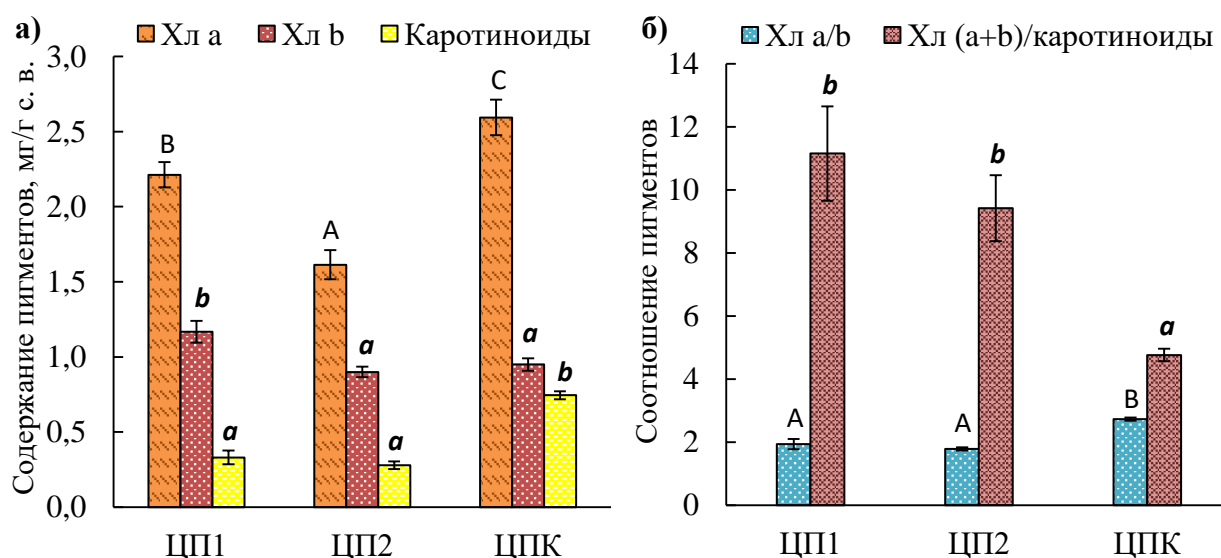 а)
Хл a Хл b Каротиноиды
Содержание пигментов, мг/г с. в.
3,0
2,5
2,0
1,5
1,0
0,5
0,0
B
b
a
A
a
a
C
a
b
ЦП1 ЦП2 ЦПК
б)
Хл a/b Хл (a+b)/каротиноиды
Соотношение пигментов
14
12
10
8
6
4
2
0
A
b
A
b
B
a
ЦП1 ЦП2 ЦПК